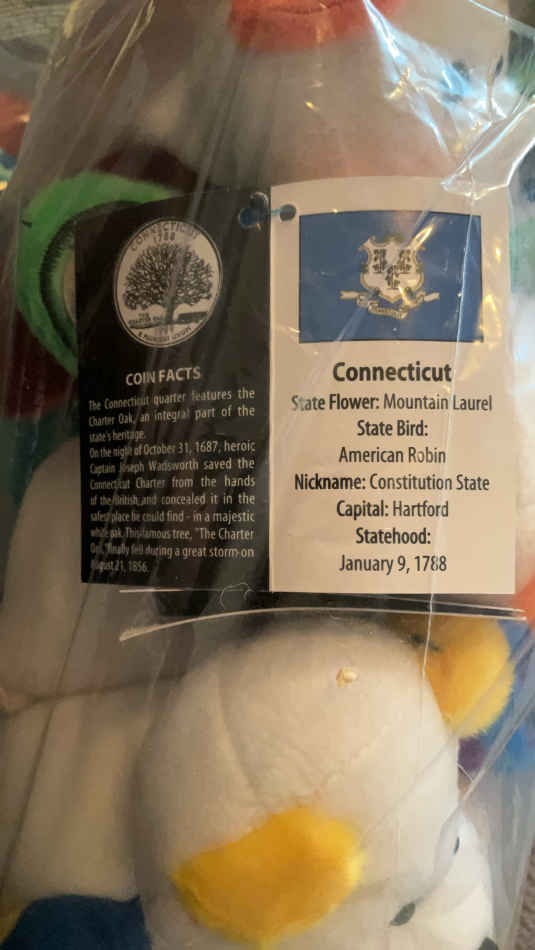 CONNECTICUT
1788
THE
CHARTER OAK
1999
E PLURIBUS UNUM
COIN FACTS
The Connecticut quarter features the
Charter Oak, an integral part of the
state's heritage.
On the night of October 31, 1687, heroic
Captain Joseph Wadsworth saved the
Connecticut Charter from the hands
of the British and concealed it in the
safest place he could find - in a majestic
white oak. This famous tree, "The Charter
Oak," finally fell during a great storm on
August 21, 1856.
Connecticut
State Flower: Mountain Laurel
State Bird:
American Robin
Nickname: Constitution State
Capital: Hartford
Statehood:
January 9, 1788